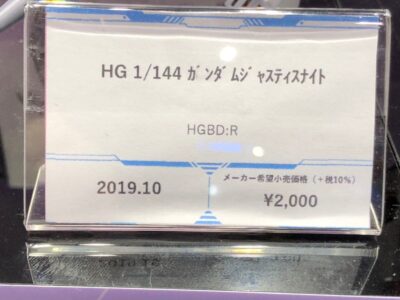 HG 1/144 ｶﾞﾝﾀﾞﾑｼﾞｬｽﾃｨｽﾅｲﾄ
HGBD:R
2019.10
メーカー希望小売価格（＋税10%）
¥2,000